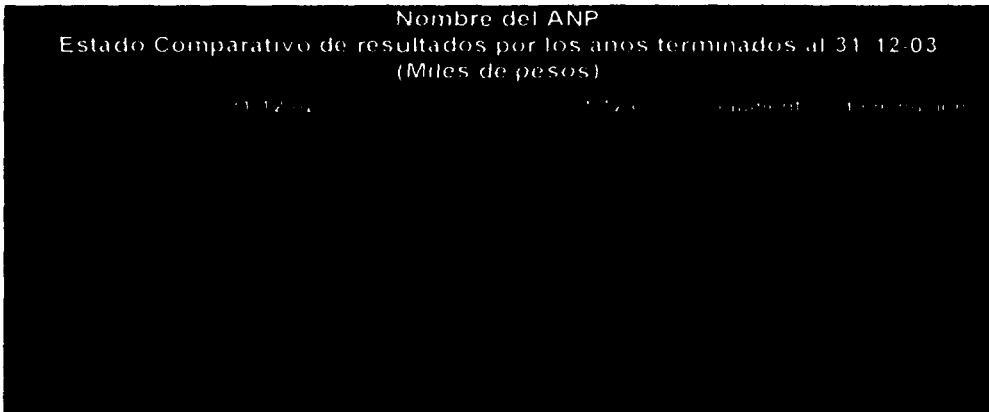 Nombre del ANP
Estado Comparativo de resultados por los anos terminados al 31 12-03
(Miles de pesos)